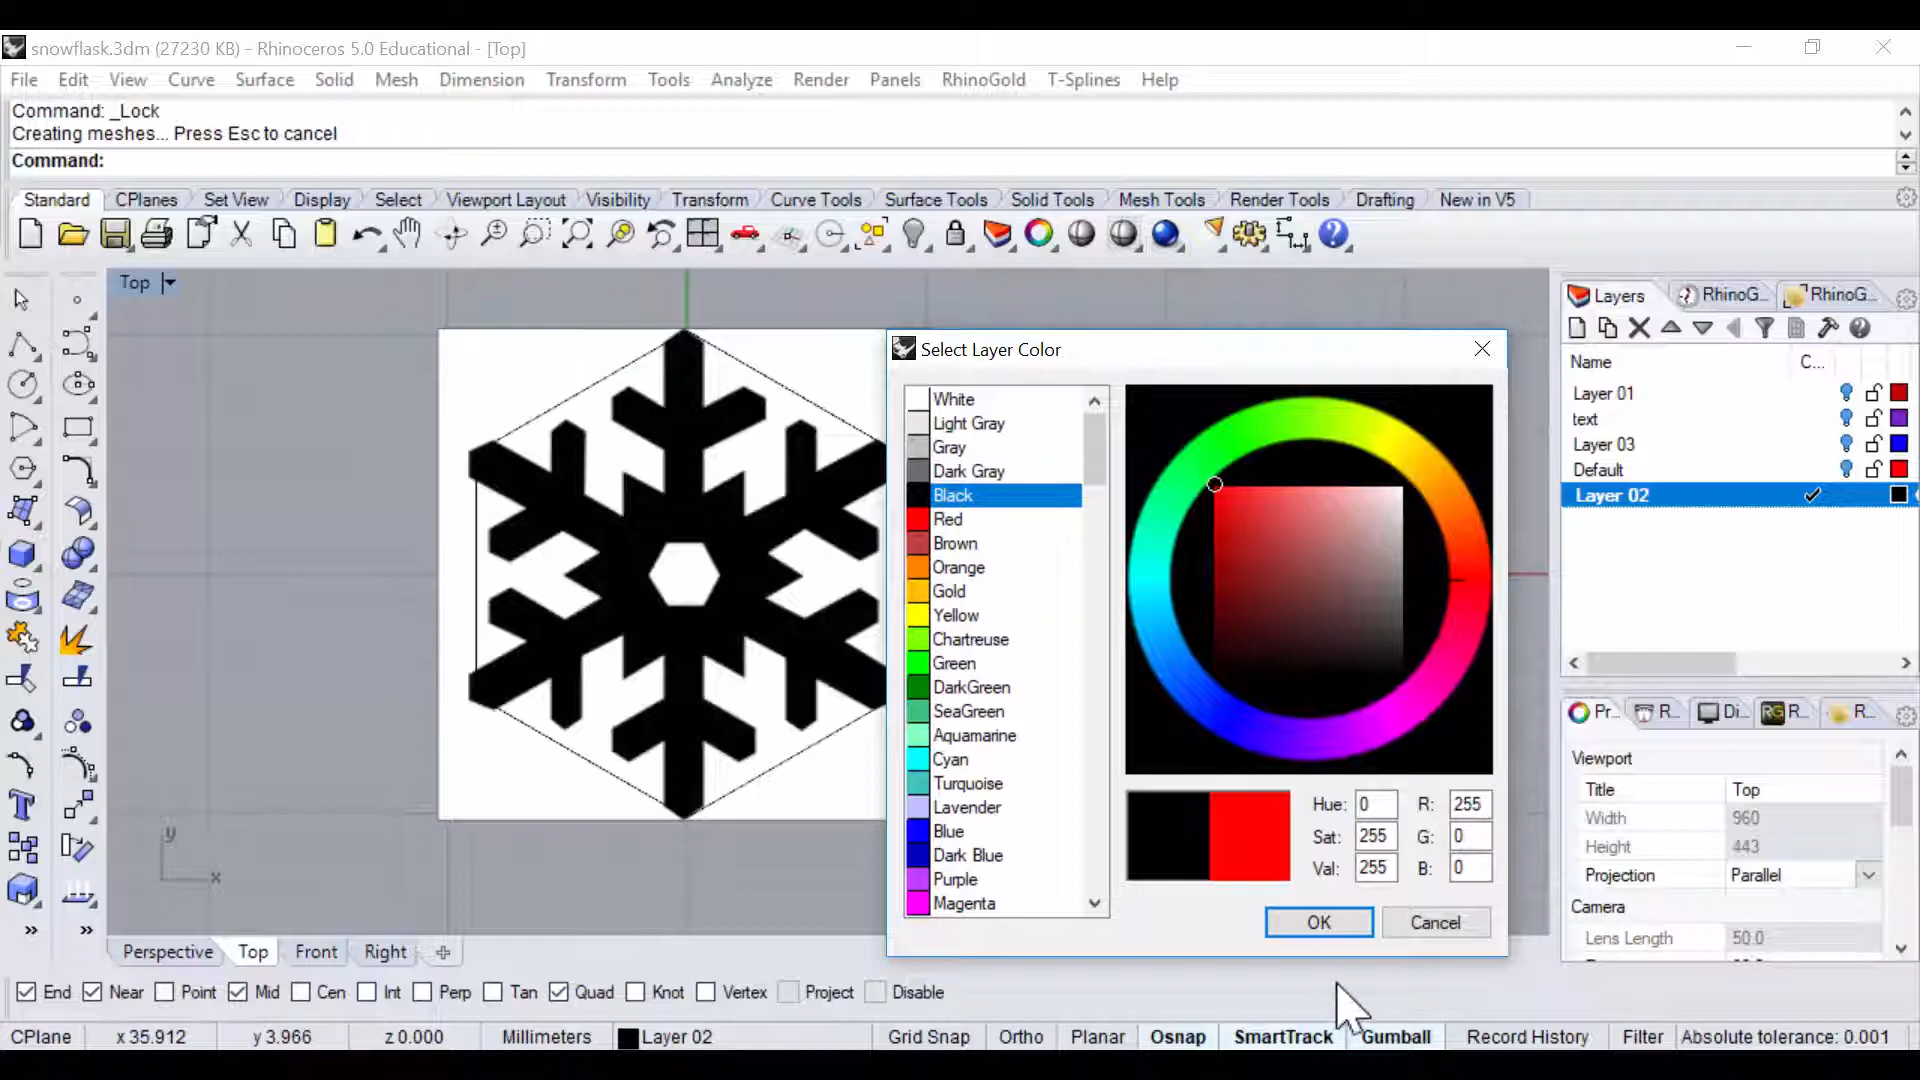 snowflask.3dm (27230 KB) - Rhinoceros 5.0 Educational - [Top]
File Edit View Curve Surface Solid Mesh Dimension Transform Tools Analyze Render Panels RhinoGold T-Splines Help
Command: _Lock
Creating meshes... Press Esc to cancel
Command:
Standard CPlanes Set View Display Select Viewport Layout Visibility Transform Curve Tools Surface Tools Solid Tools Mesh Tools Render Tools Drafting New in V5
Top
y
x
Select Layer Color
White
Light Gray
Gray
Dark Gray
Black
Red
Brown
Orange
Gold
Yellow
Chartreuse
Green
DarkGreen
SeaGreen
Aquamarine
Cyan
Turquoise
Lavender
Blue
Dark Blue
Purple
Magenta
Hue: 0 R: 255
Sat: 255 G: 0
Val: 255 B: 0
OK Cancel
Layers RhinoG... RhinoG...
Name C...
Layer 01
text
Layer 03
Default
Layer 02
Pr... R... Di... RG R... R...
Viewport
Title Top
Width 960
Height 443
Projection Parallel
Camera
Lens Length 50.0
Perspective Top Front Right
End Near Point Mid Cen Int Perp Tan Quad Knot Vertex Project Disable
CPlane x 35.912 y 3.966 z 0.000 Millimeters Layer 02 Grid Snap Ortho Planar Osnap SmartTrack Gumball Record History Filter Absolute tolerance: 0.001